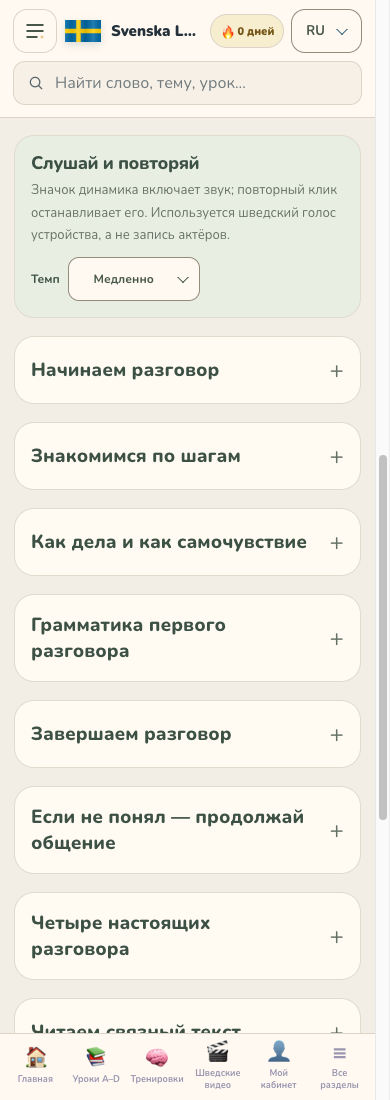 Svenska L...
0 дней
RU
Найти слово, тему, урок...
Слушай и повторяй
Значок динамика включает звук; повторный клик
останавливает его. Используется шведский голос
устройства, а не запись актёров.
Темп
Медленно
Начинаем разговор
Знакомимся по шагам
Как дела и как самочувствие
Грамматика первого
разговора
Завершаем разговор
Если не понял — продолжай
общение
Четыре настоящих
разговора
Читаем связный текст
Главная
Уроки A–D
Тренировки
Шведские
видео
Мой
кабинет
Все
разделы